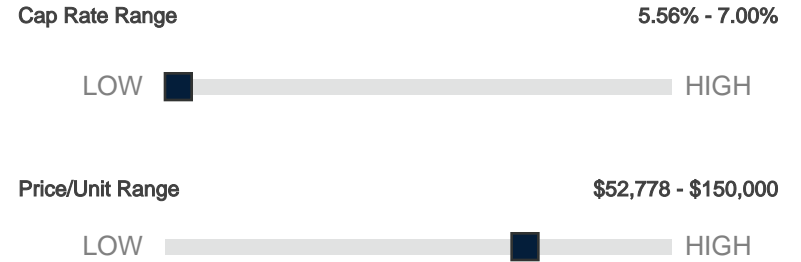 Cap Rate Range 5.56% - 7.00%
LOW HIGH
Price/Unit Range $52,778 - $150,000
LOW HIGH